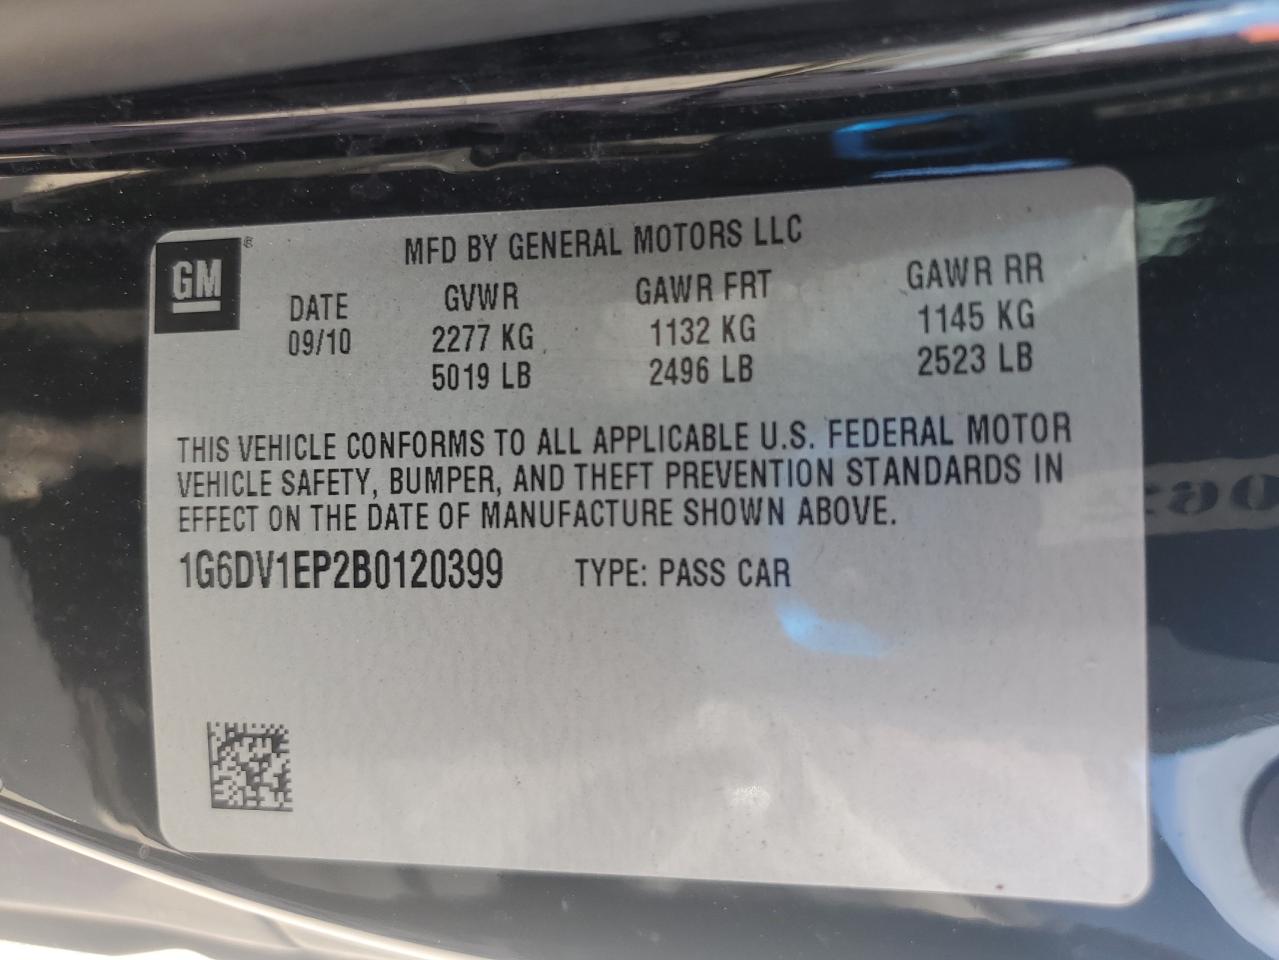 GM ®
MFD BY GENERAL MOTORS LLC
DATE GVWR GAWR FRT GAWR RR
09/10 2277 KG 1132 KG 1145 KG
5019 LB 2496 LB 2523 LB
THIS VEHICLE CONFORMS TO ALL APPLICABLE U.S. FEDERAL MOTOR
VEHICLE SAFETY, BUMPER, AND THEFT PREVENTION STANDARDS IN
EFFECT ON THE DATE OF MANUFACTURE SHOWN ABOVE.
1G6DV1EP2B0120399 TYPE: PASS CAR